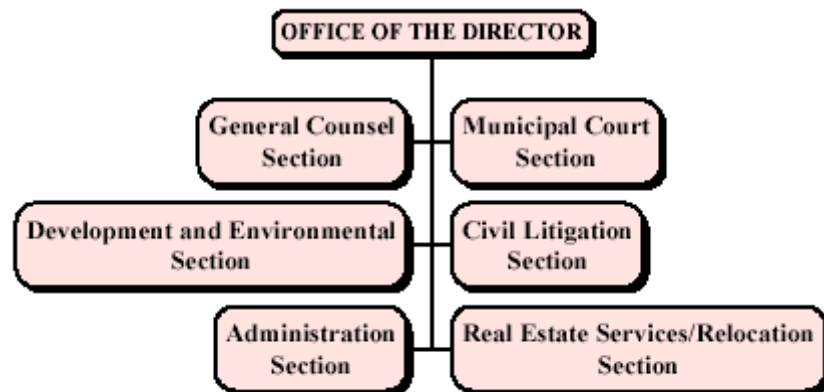 OFFICE OF THE DIRECTOR
General Counsel
Section
Municipal Court
Section
Development and Environmental
Section
Civil Litigation
Section
Administration
Section
Real Estate Services/Relocation
Section